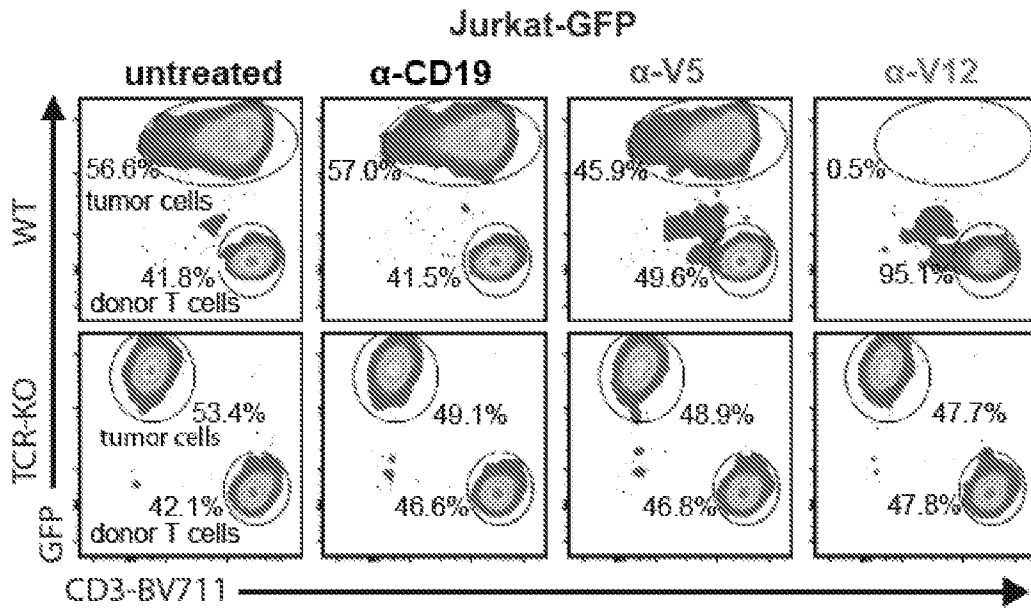 Jurkat-GFP
untreated α-CD19 α-V5 α-V12
WT
56.6% 57.0% 45.9% 0.5%
tumor cells
41.8% 41.5% 49.6% 95.1%
donor T cells
TCR-KO
53.4% 49.1% 48.9% 47.7%
tumor cells
42.1% 46.6% 46.8% 47.8%
donor T cells
GFP
CD3-BV711